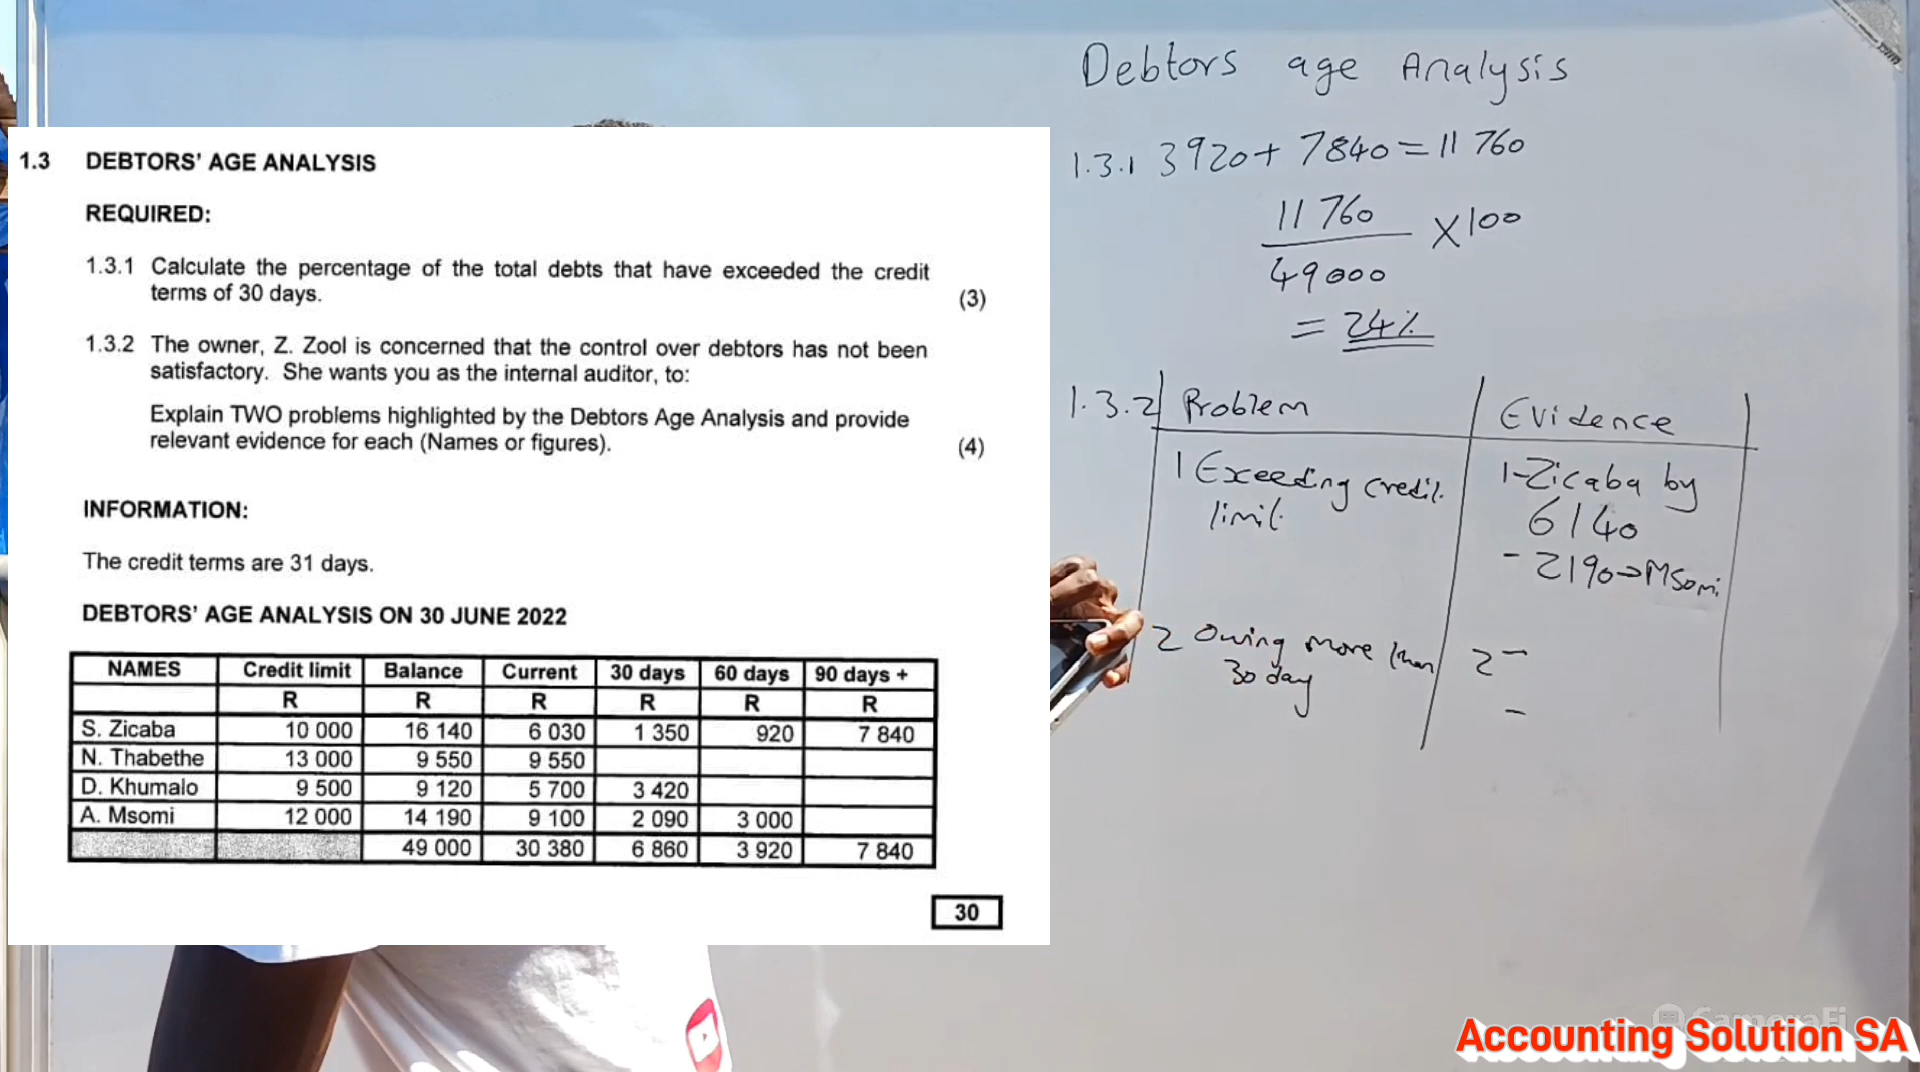 1.3 DEBTORS' AGE ANALYSIS
REQUIRED:
1.3.1 Calculate the percentage of the total debts that have exceeded the credit
terms of 30 days.
(3)
1.3.2 The owner, Z. Zool is concerned that the control over debtors has not been
satisfactory. She wants you as the internal auditor, to:
Explain TWO problems highlighted by the Debtors Age Analysis and provide
relevant evidence for each (Names or figures).
(4)
INFORMATION:
The credit terms are 31 days.
DEBTORS' AGE ANALYSIS ON 30 JUNE 2022
NAMES Credit limit Balance Current 30 days 60 days 90 days +
R R R R R R
S. Zicaba 10 000 16 140 6 030 1 350 920 7 840
N. Thabethe 13 000 9 550 9 550
D. Khumalo 9 500 9 120 5 700 3 420
A. Msomi 12 000 14 190 9 100 2 090 3 000
49 000 30 380 6 860 3 920 7 840
30
Debtors age Analysis
1.3.1 3920 + 7840 = 11 760
11 760
X 100
49000
= 24%
1.3.2 Problem Evidence
1 Exceeding credit
limit
1 - Zicaba by
6140
- 2190 → Msomi
2 Owing more than
30 day
2 -
-
CameraFi
Accounting Solution SA